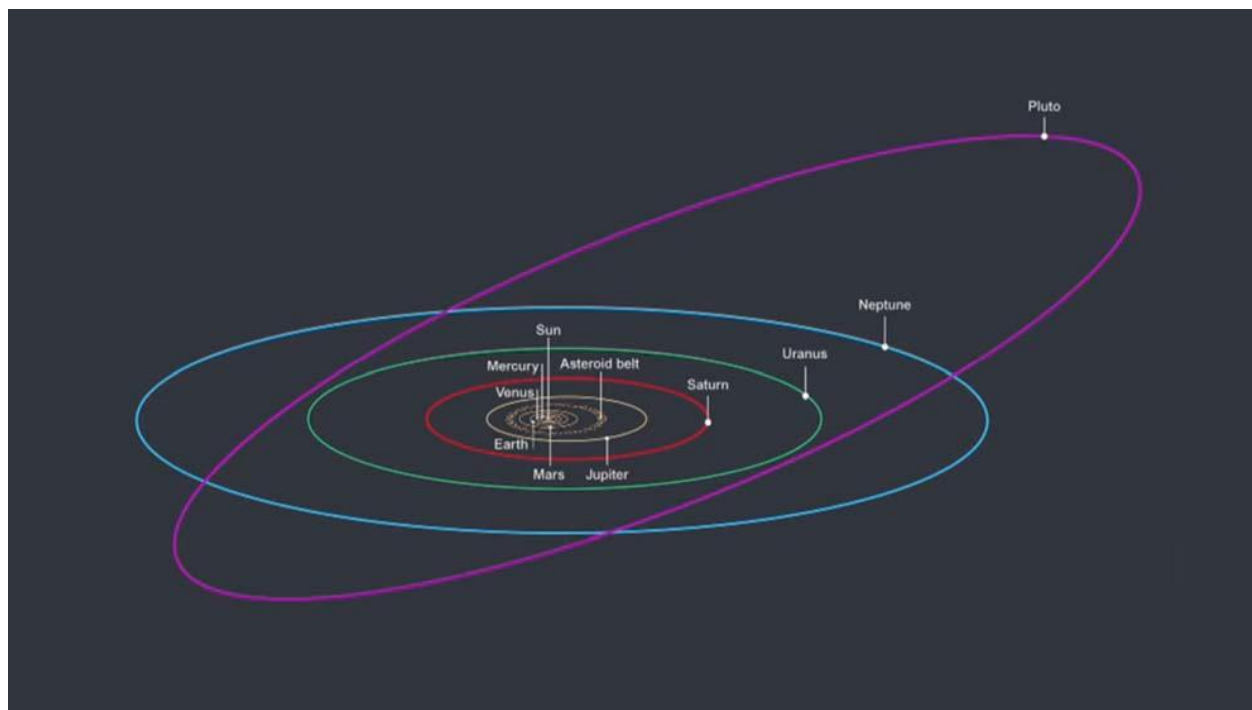 Pluto
Neptune
Sun
Uranus
Mercury
Asteroid belt
Saturn
Venus
Earth
Mars
Jupiter